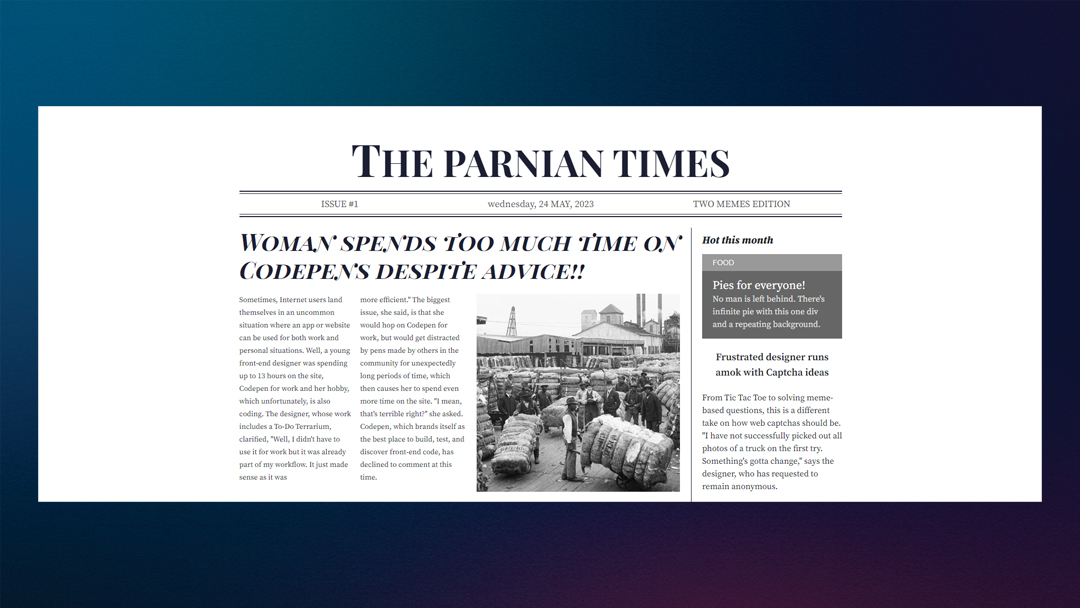 THE PARNIAN TIMES
ISSUE #1
wednesday, 24 MAY, 2023
TWO MEMES EDITION
WOMAN SPENDS TOO MUCH TIME ON
CODEPENS DESPITE ADVICE!!
Sometimes, Internet users land
themselves in an uncommon
situation where an app or website
can be used for both work and
personal situations. Well, a young
front-end designer was spending
up to 13 hours on the site,
Codepen for work and her hobby,
which unfortunately, is also
coding. The designer, whose work
includes a To-Do Terrarium,
clarified, "Well, I didn't have to
use it for work but it was already
part of my workflow. It just made
sense as it was
more efficient." The biggest
issue, she said, is that she
would hop on Codepen for
work, but would get distracted
by pens made by others in the
community for unexpectedly
long periods of time, which
then causes her to spend even
more time on the site. "I mean,
that's terrible right?" she asked.
Codepen, which brands itself as
the best place to build, test, and
discover front-end code, has
declined to comment at this
time.
Hot this month
FOOD
Pies for everyone!
No man is left behind. There's
infinite pie with this one div
and a repeating background.
Frustrated designer runs
amok with Captcha ideas
From Tic Tac Toe to solving meme-
based questions, this is a different
take on how web captchas should be.
"I have not successfully picked out all
photos of a truck on the first try.
Something's gotta change," says the
designer, who has requested to
remain anonymous.